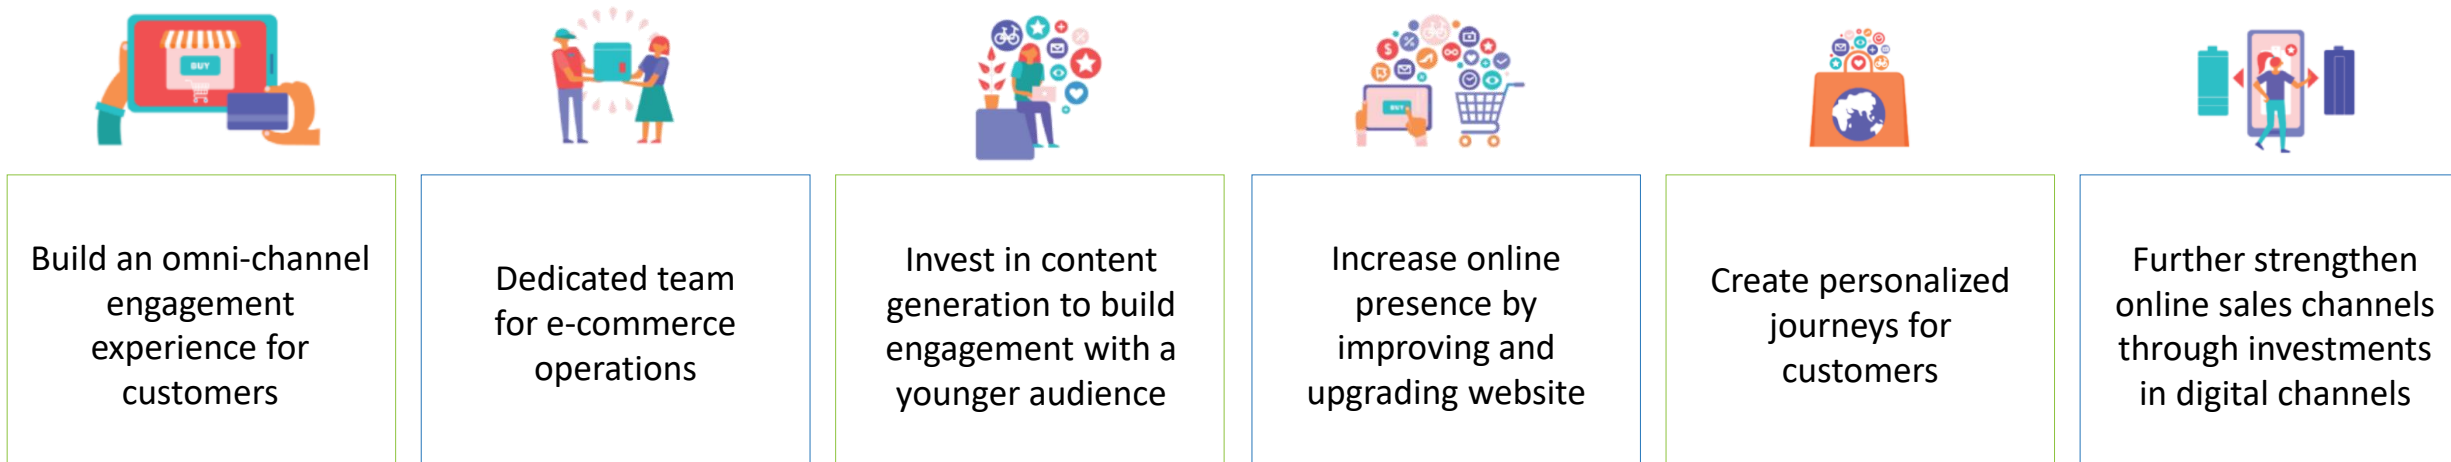 BUY
BUY
Build an omni-channel
engagement
experience for
customers
Dedicated team
for e-commerce
operations
Invest in content
generation to build
engagement with a
younger audience
Increase online
presence by
improving and
upgrading website
Create personalized
journeys for
customers
Further strengthen
online sales channels
through investments
in digital channels